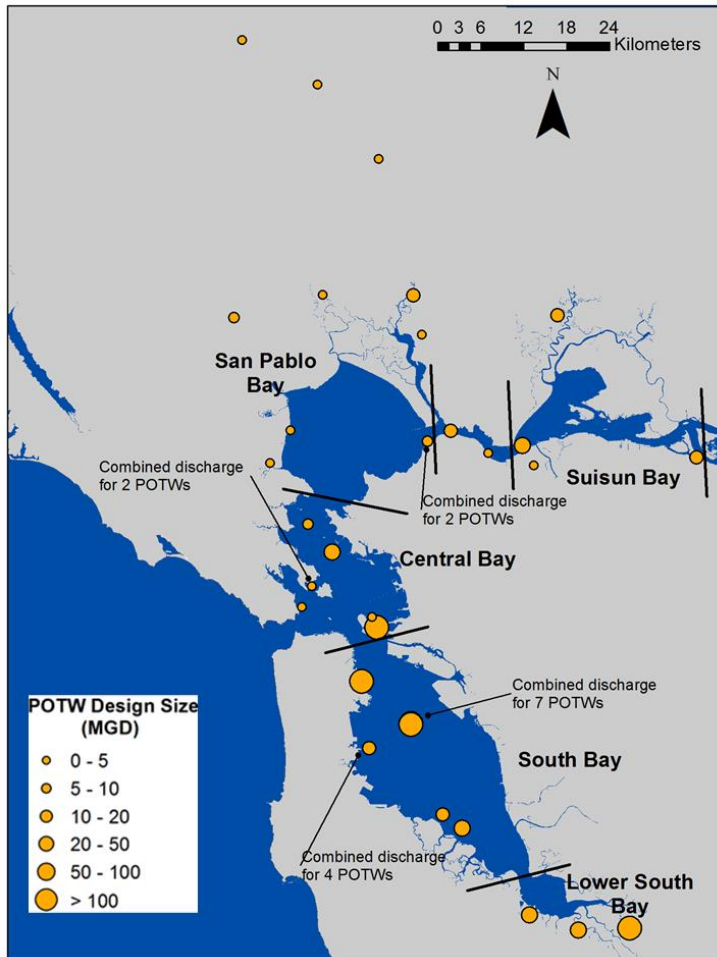 0 3 6 12 18 24
Kilometers
N
San Pablo
Bay
Combined discharge
for 2 POTWs
Suisun Bay
Combined discharge
for 2 POTWs
Central Bay
POTW Design Size
(MGD)
0 - 5
5 - 10
10 - 20
20 - 50
50 - 100
> 100
Combined discharge
for 7 POTWs
South Bay
Combined discharge
for 4 POTWs
Lower South
Bay